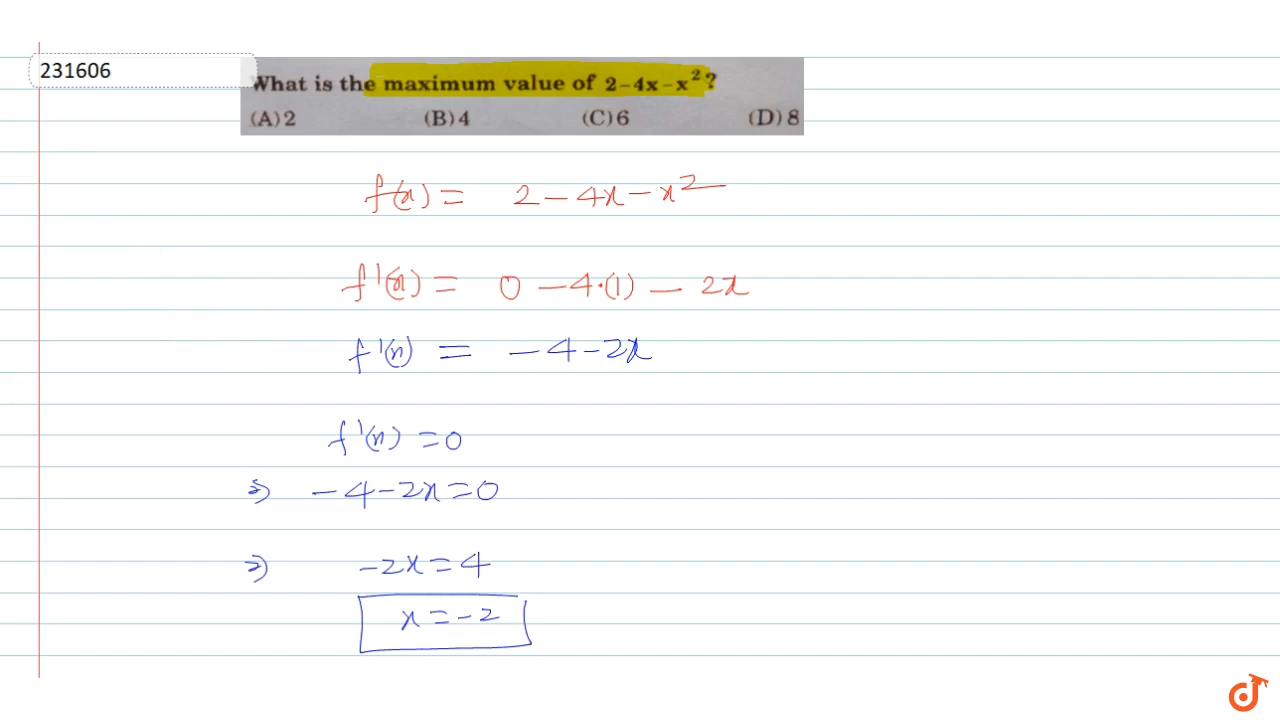 231606
What is the maximum value of 2-4x-x²?
(A) 2 (B) 4 (C) 6 (D) 8
f(x) = 2 - 4x - x²
f'(x) = 0 - 4·(1) - 2x
f'(x) = -4-2x
f'(x) = 0
⇒ -4-2x=0
⇒ -2x=4
x=-2